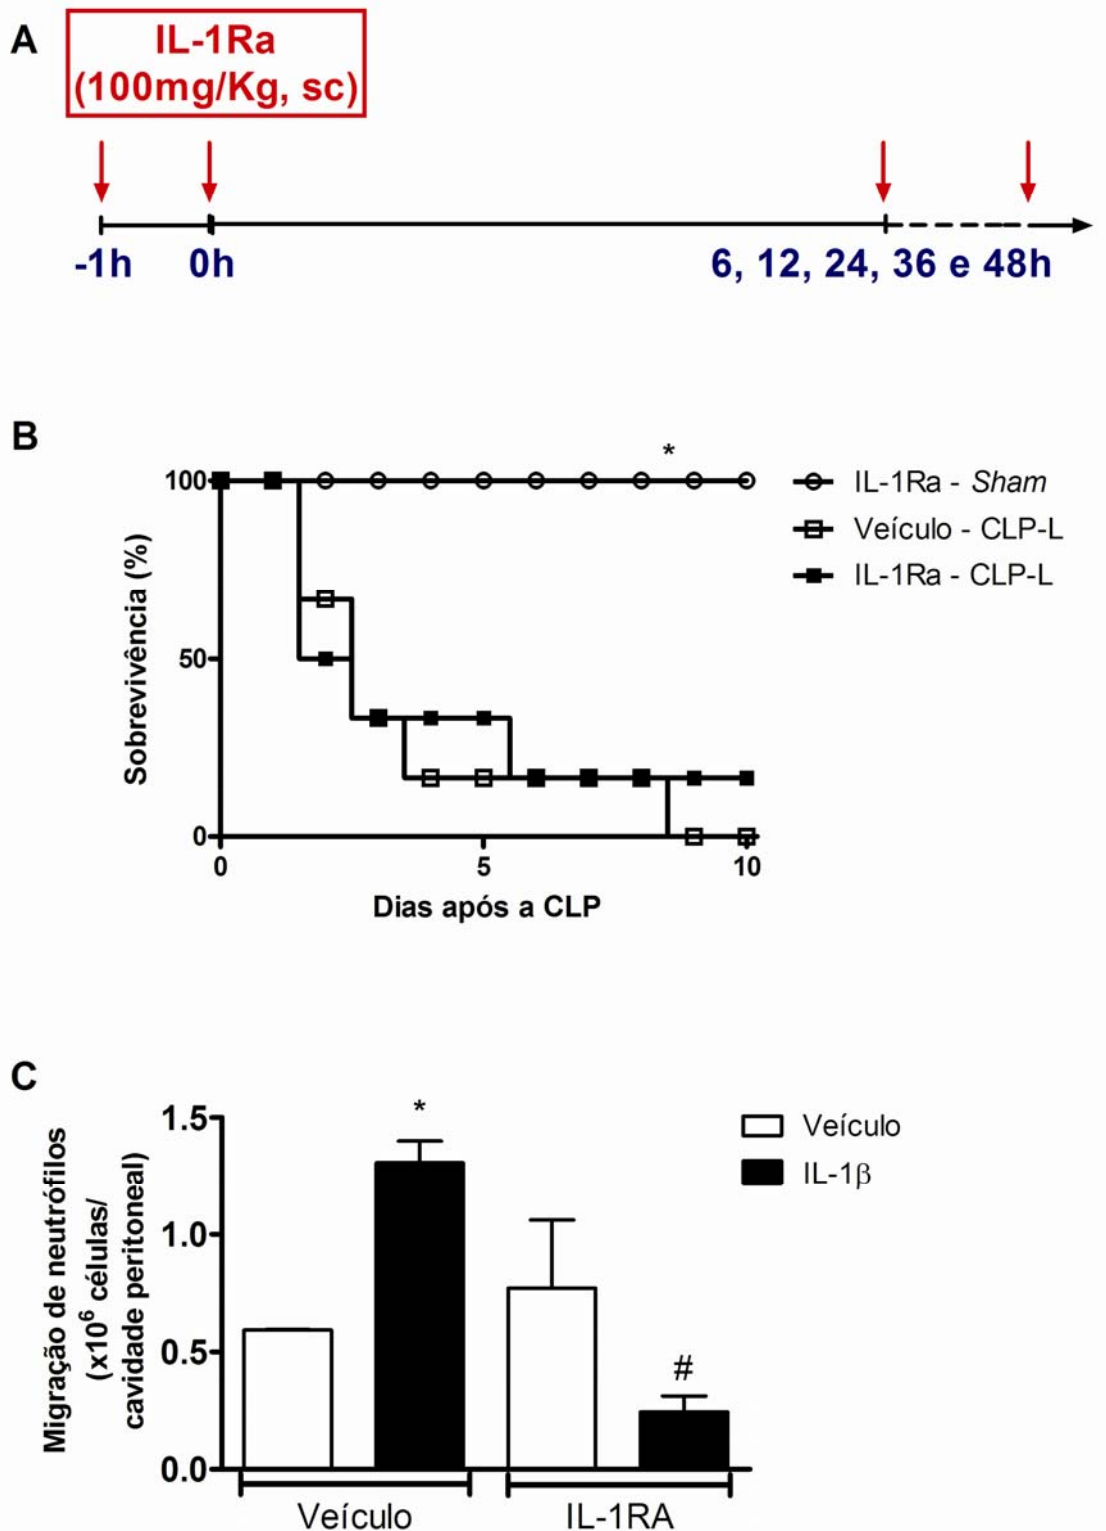 A
IL-1Ra
(100mg/Kg, sc)
-1h 0h 6, 12, 24, 36 e 48h
B
*
100
50
0
0 5 10
Sobrevivência (%)
Dias após a CLP
IL-1Ra - Sham
Veículo - CLP-L
IL-1Ra - CLP-L
C
Migração de neutrófilos
(x10⁶ células/
cavidade peritoneal)
1.5
1.0
0.5
0.0
*
#
Veículo IL-1RA
Veículo
IL-1β